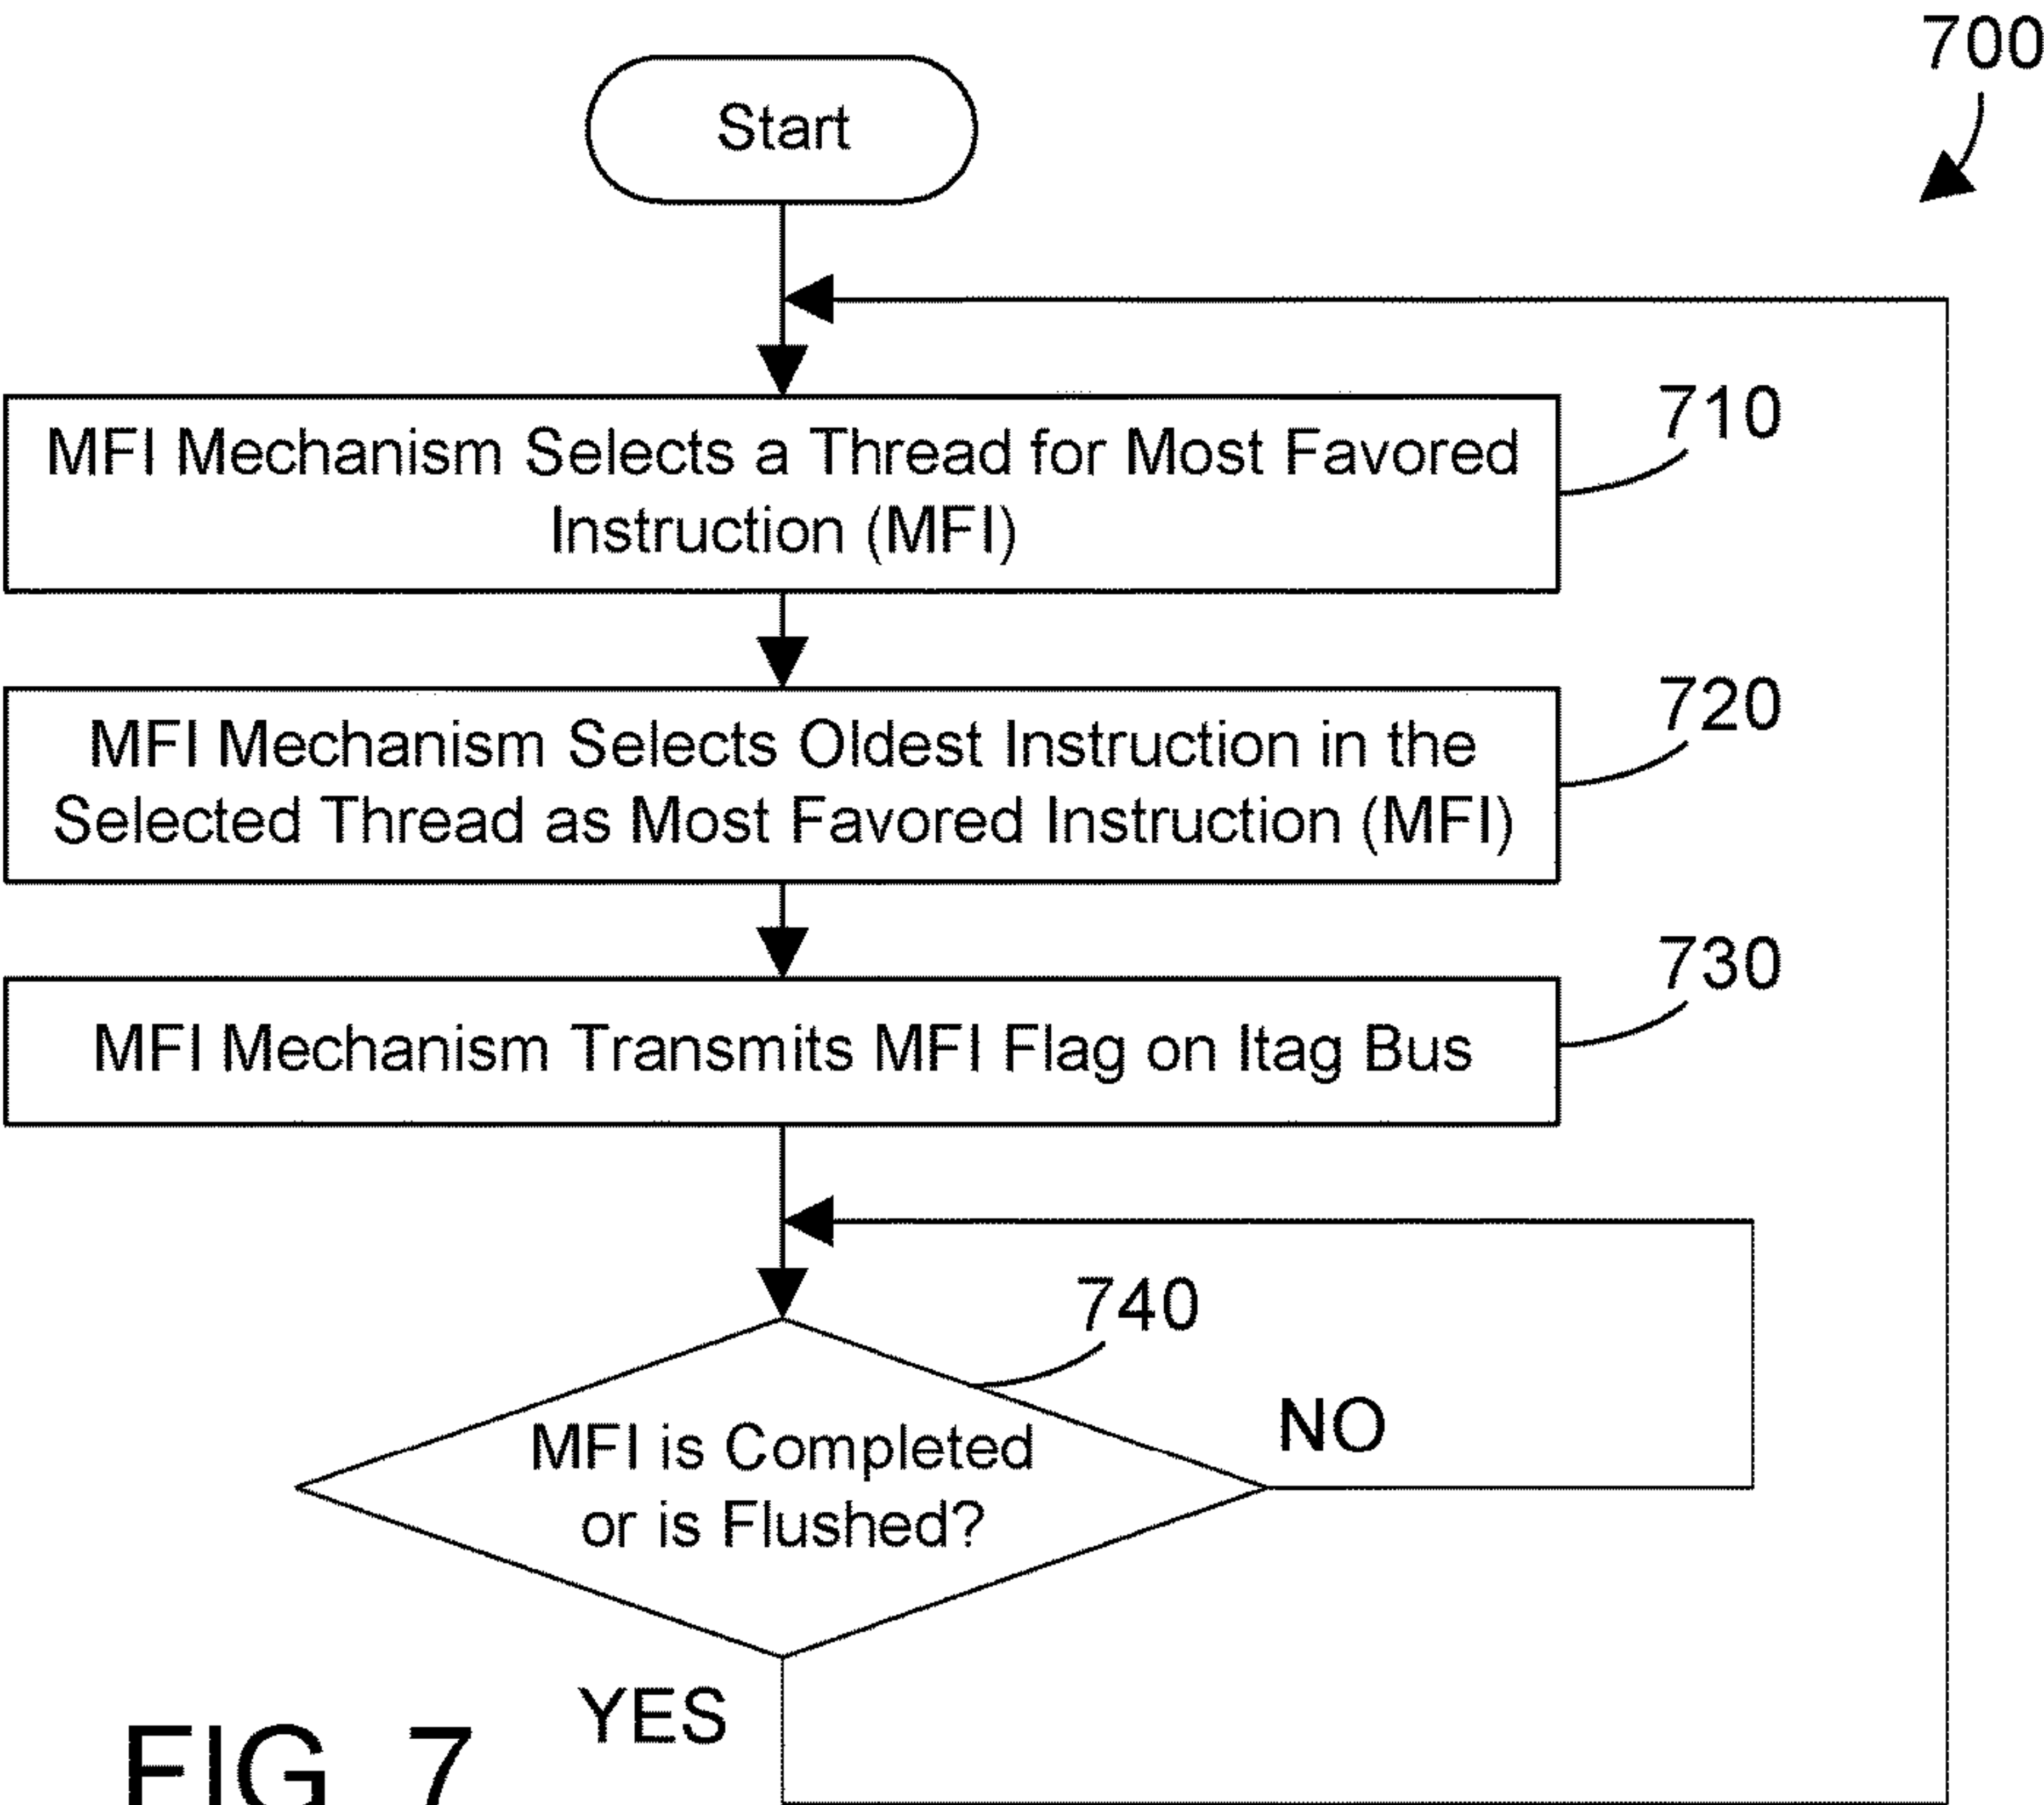 700
Start
710
MFI Mechanism Selects a Thread for Most Favored
Instruction (MFI)
720
MFI Mechanism Selects Oldest Instruction in the
Selected Thread as Most Favored Instruction (MFI)
730
MFI Mechanism Transmits MFI Flag on Itag Bus
740
MFI is Completed
or is Flushed?
NO
YES
FIG 7